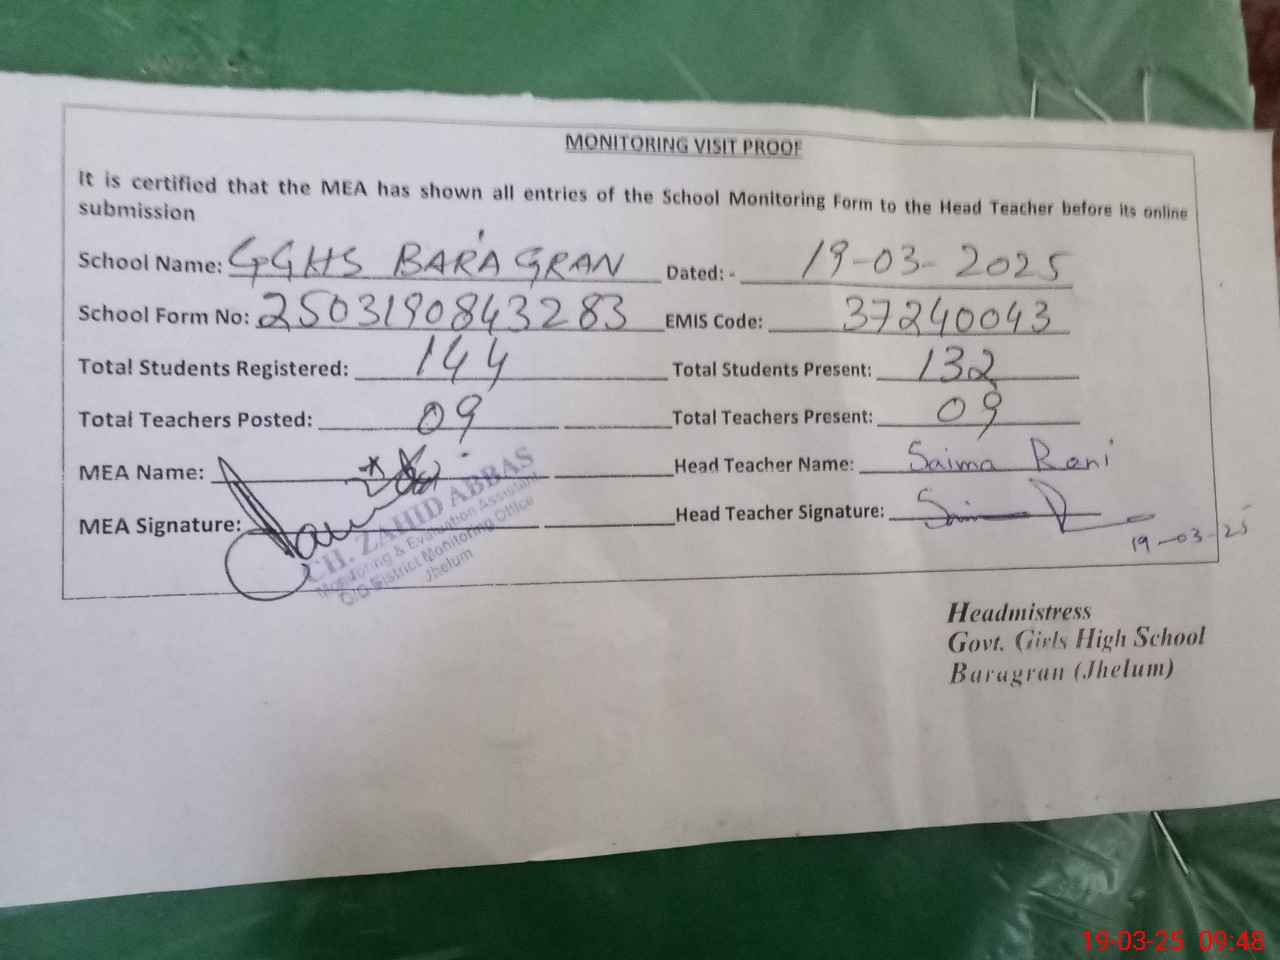 MONITORING VISIT PROOF
It is certified that the MEA has shown all entries of the School Monitoring Form to the Head Teacher before its online
submission
School Name: GGHS BARAGRAN Dated: - 19-03-2025
School Form No: 2503190843283 EMIS Code: 37240043
Total Students Registered: 144 Total Students Present: 132
Total Teachers Posted: 09 Total Teachers Present: 09
MEA Name: Head Teacher Name: Saima Rani
MEA Signature: Head Teacher Signature:
19-03-25
CH. ZAHID ABBAS
Monitoring & Evaluation Assistant
O/O District Monitoring Office
Jhelum
Headmistress
Govt. Girls High School
Baragran (Jhelum)
19-03-25 09:48